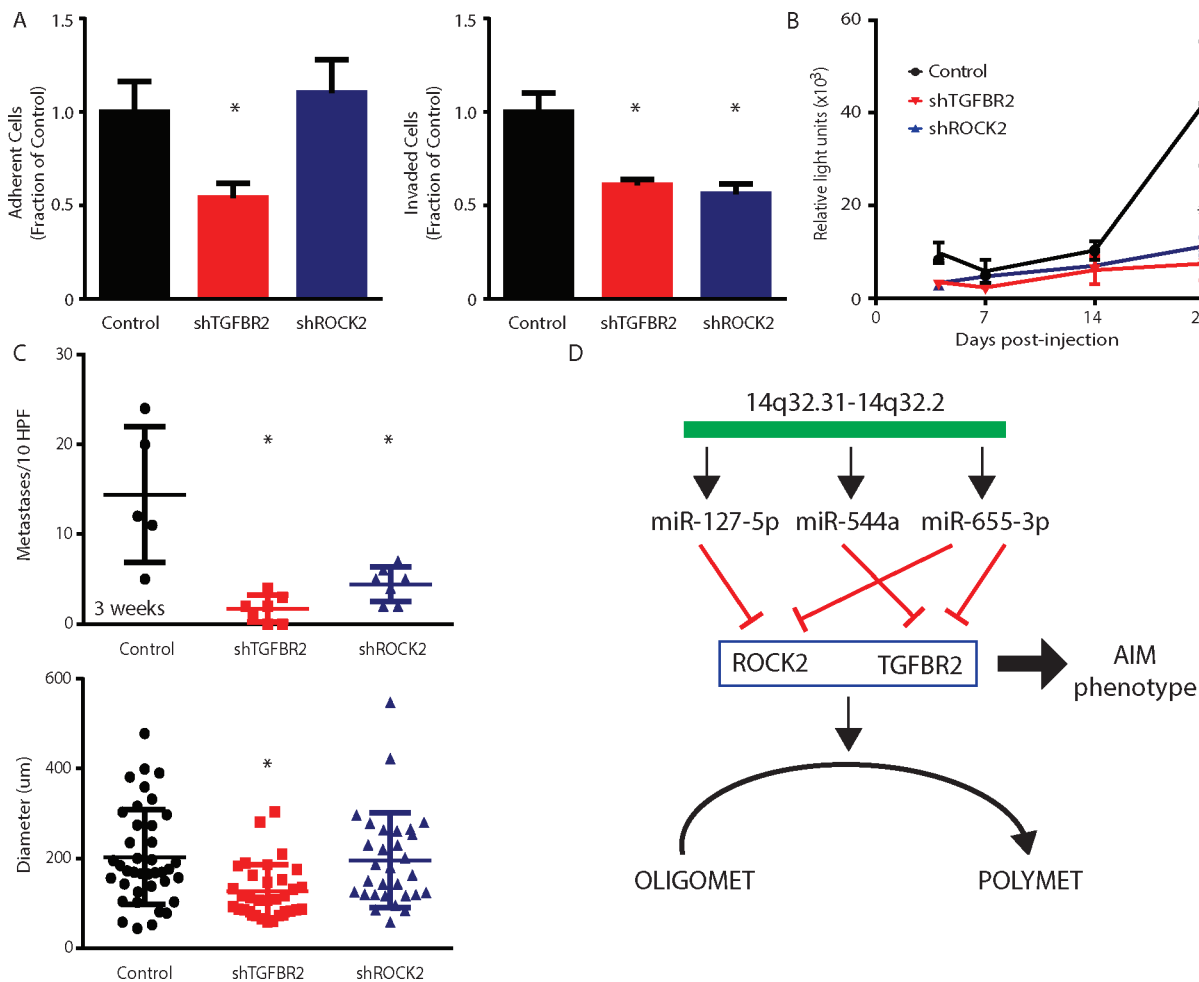 A
1.5
1.0
0.5
0
Adherent Cells
(Fraction of Control)
*
Control
shTGFBR2
shROCK2
1.5
1.0
0.5
0
Invaded Cells
(Fraction of Control)
*
*
Control
shTGFBR2
shROCK2
B
60
40
20
0
Relative light units (x10³)
Control
shTGFBR2
shROCK2
0
7
14
2
Days post-injection
C
30
20
10
0
Metastases/10 HPF
*
*
3 weeks
Control
shTGFBR2
shROCK2
600
400
200
0
Diameter (um)
*
Control
shTGFBR2
shROCK2
D
14q32.31-14q32.2
miR-127-5p
miR-544a
miR-655-3p
ROCK2
TGFBR2
AIM
phenotype
OLIGOMET
POLYMET